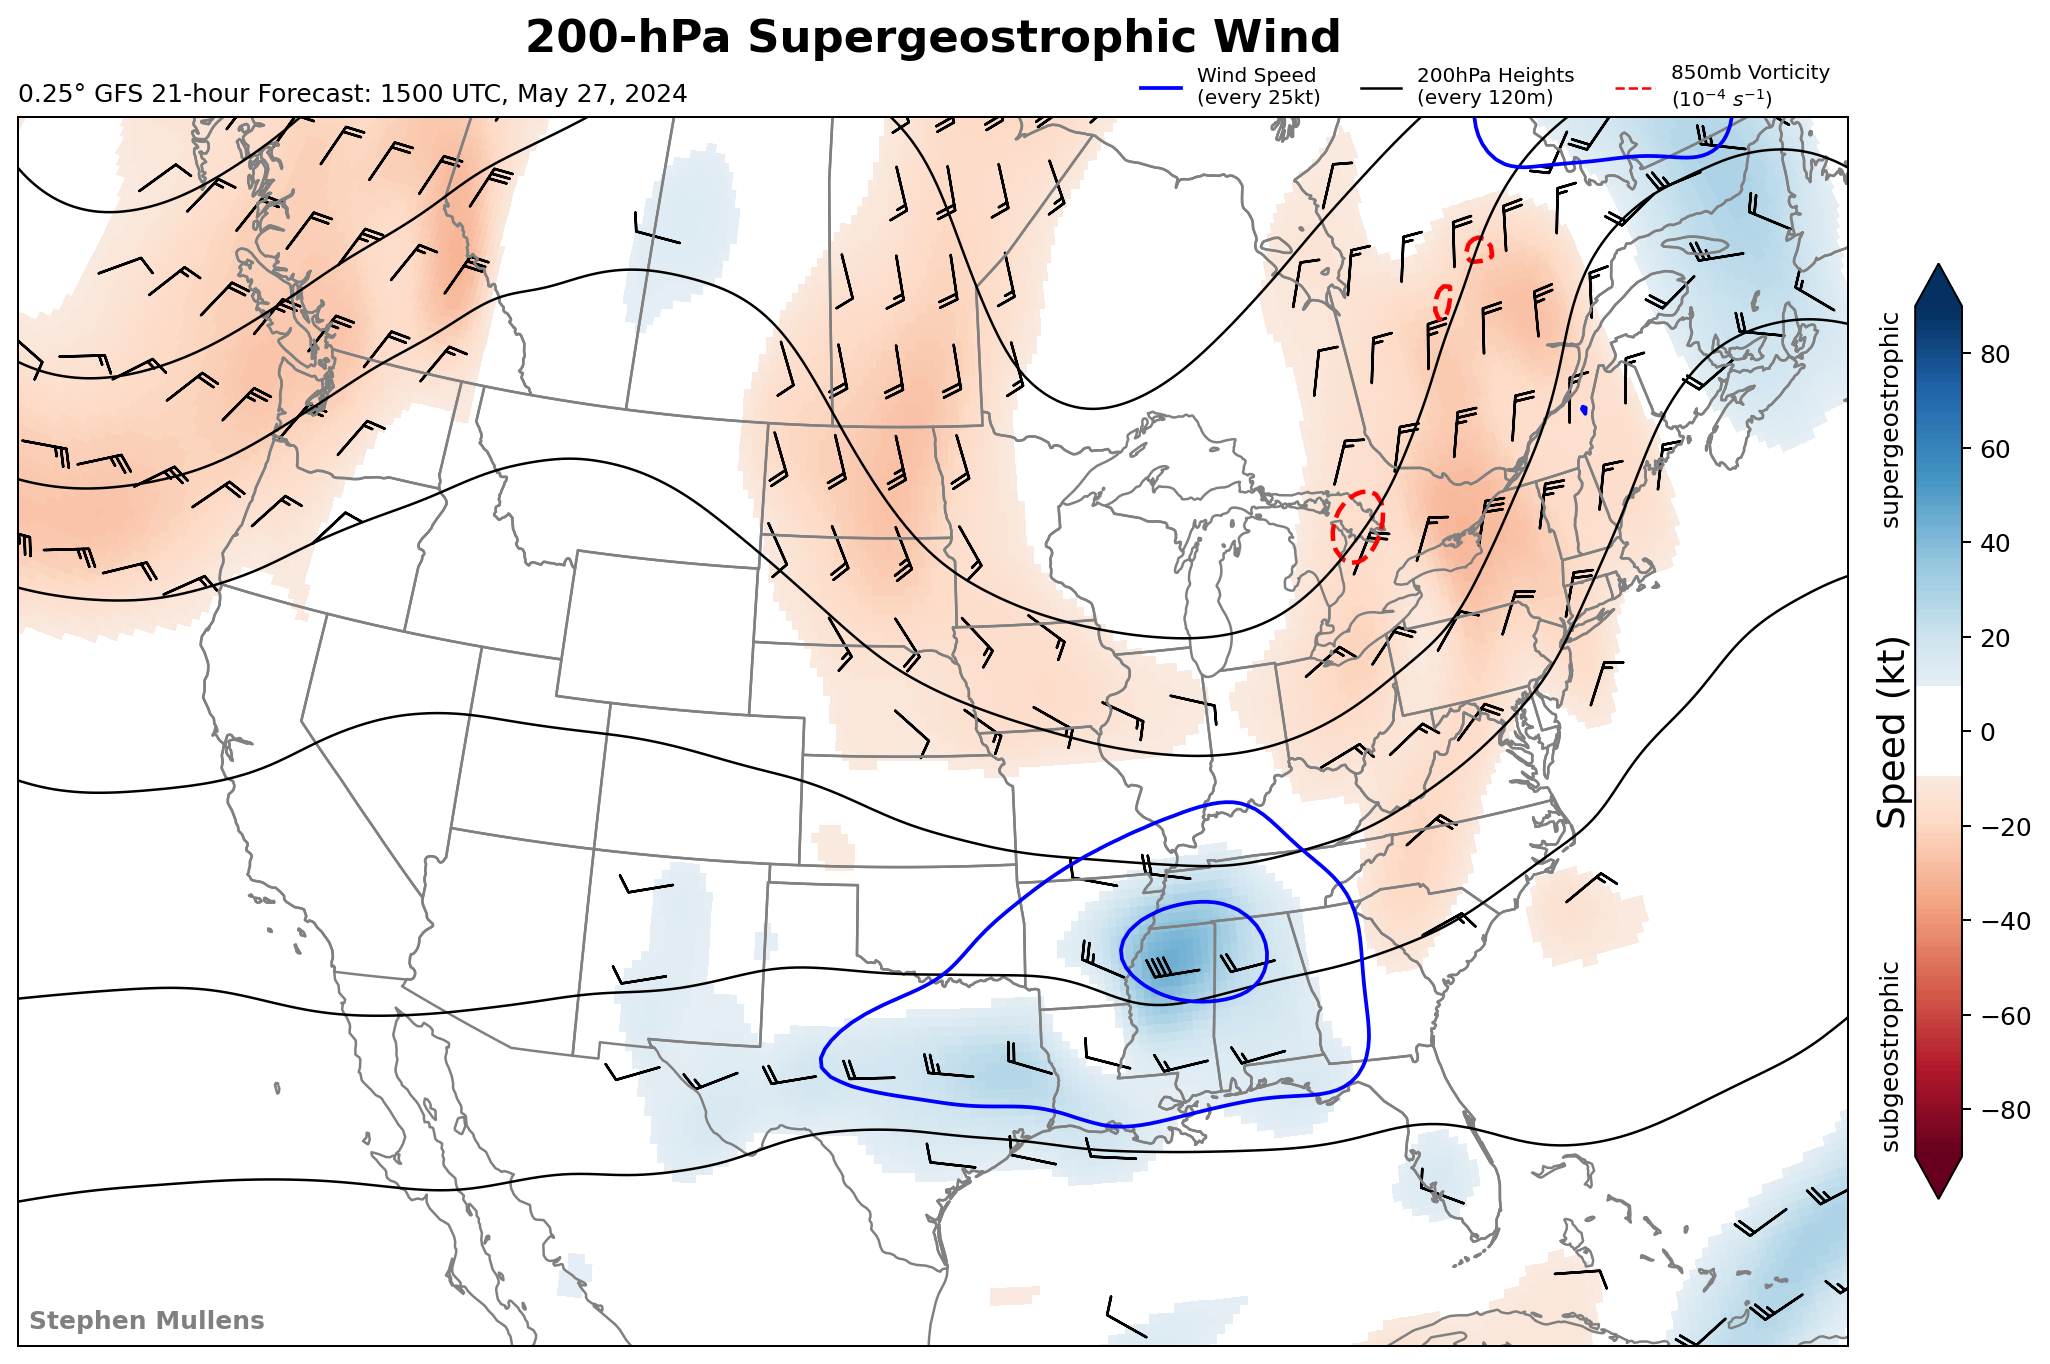 200-hPa Supergeostrophic Wind
0.25° GFS 21-hour Forecast: 1500 UTC, May 27, 2024
Wind Speed
(every 25kt)
200hPa Heights
(every 120m)
850mb Vorticity
(10⁻⁴ s⁻¹)
supergeostrophic
Speed (kt)
subgeostrophic
80
60
40
20
0
−20
−40
−60
−80
Stephen Mullens